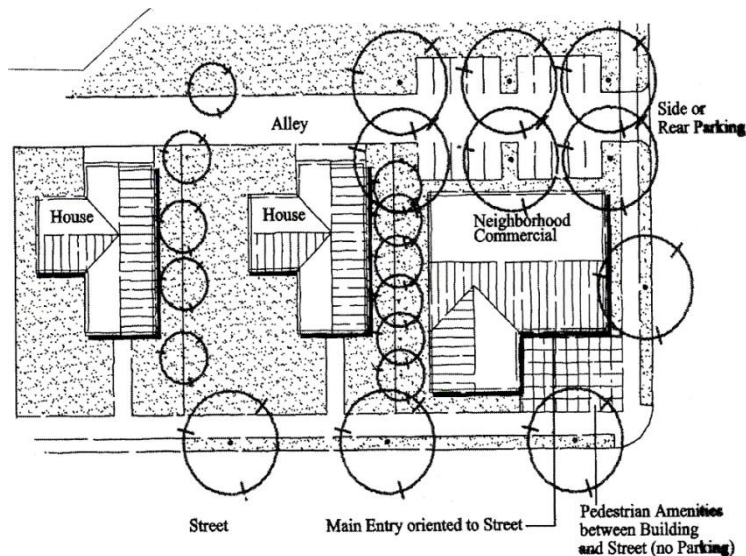 Alley
Side or
Rear Parking
House
House
Neighborhood
Commercial
Street
Main Entry oriented to Street
Pedestrian Amenities
between Building
and Street (no Parking)